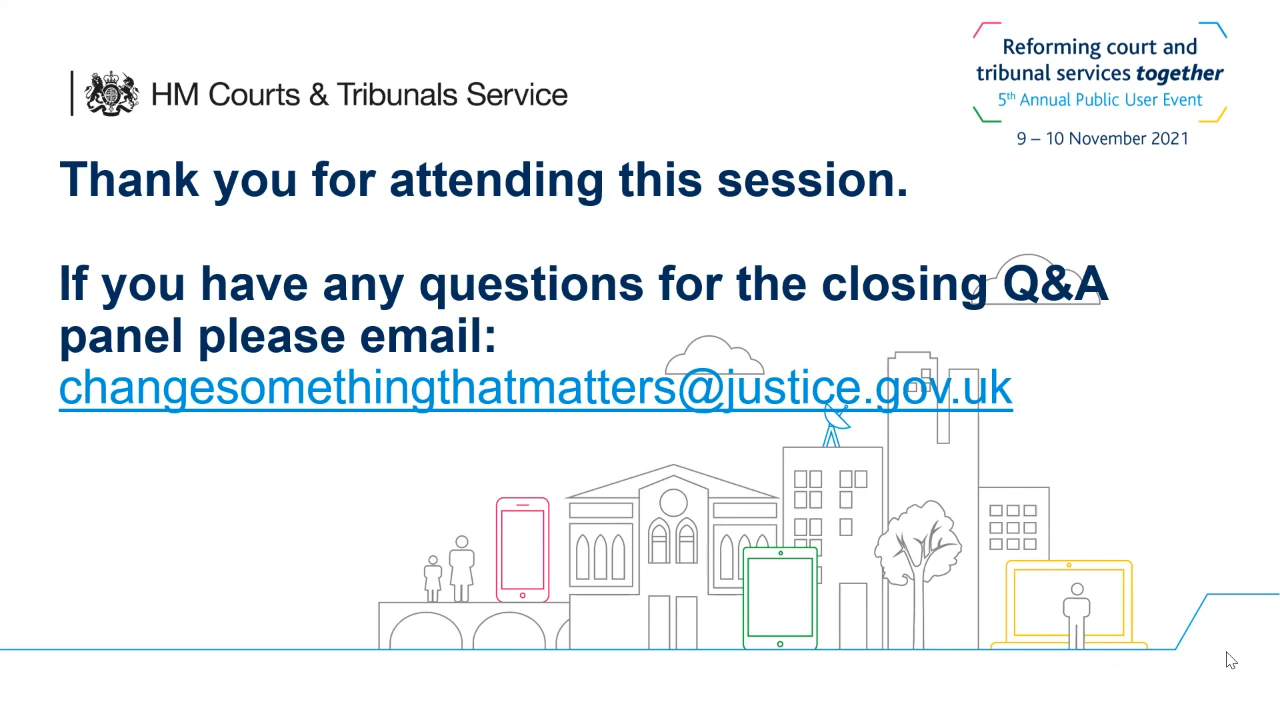 HM Courts & Tribunals Service
Reforming court and
tribunal services together
5th Annual Public User Event
9 – 10 November 2021
Thank you for attending this session.
If you have any questions for the closing Q&A
panel please email:
changesomethingthatmatters@justice.gov.uk